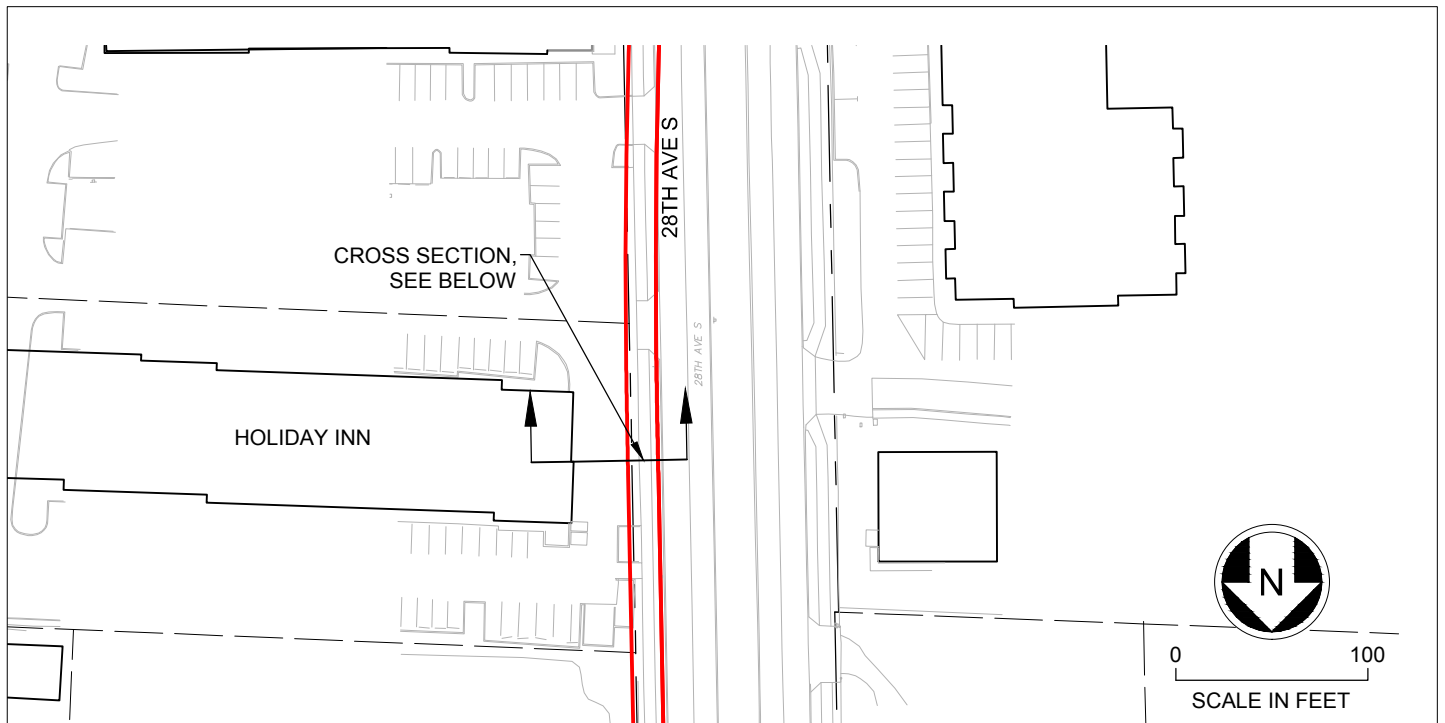 28TH AVE S
CROSS SECTION,
SEE BELOW
28TH AVE S
HOLIDAY INN
N
0 100
SCALE IN FEET